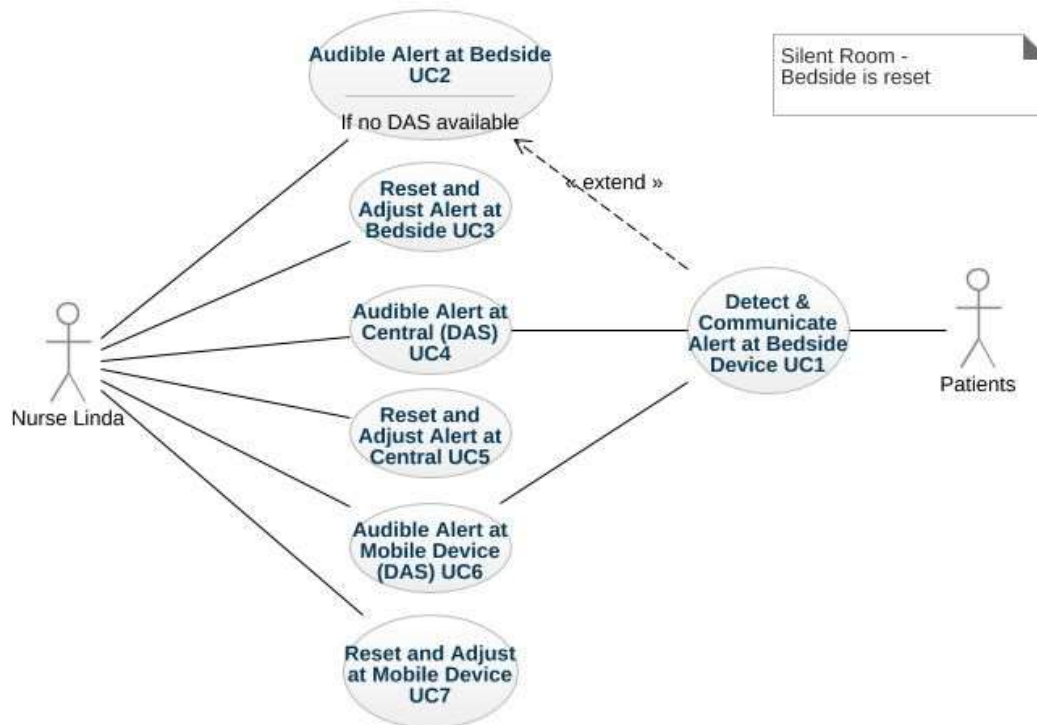 Audible Alert at Bedside
UC2
If no DAS available
Silent Room -
Bedside is reset
« extend »
Reset and
Adjust Alert at
Bedside UC3
Audible Alert at
Central (DAS)
UC4
Detect &
Communicate
Alert at Bedside
Device UC1
Nurse Linda
Patients
Reset and
Adjust Alert at
Central UC5
Audible Alert at
Mobile Device
(DAS) UC6
Reset and Adjust
at Mobile Device
UC7